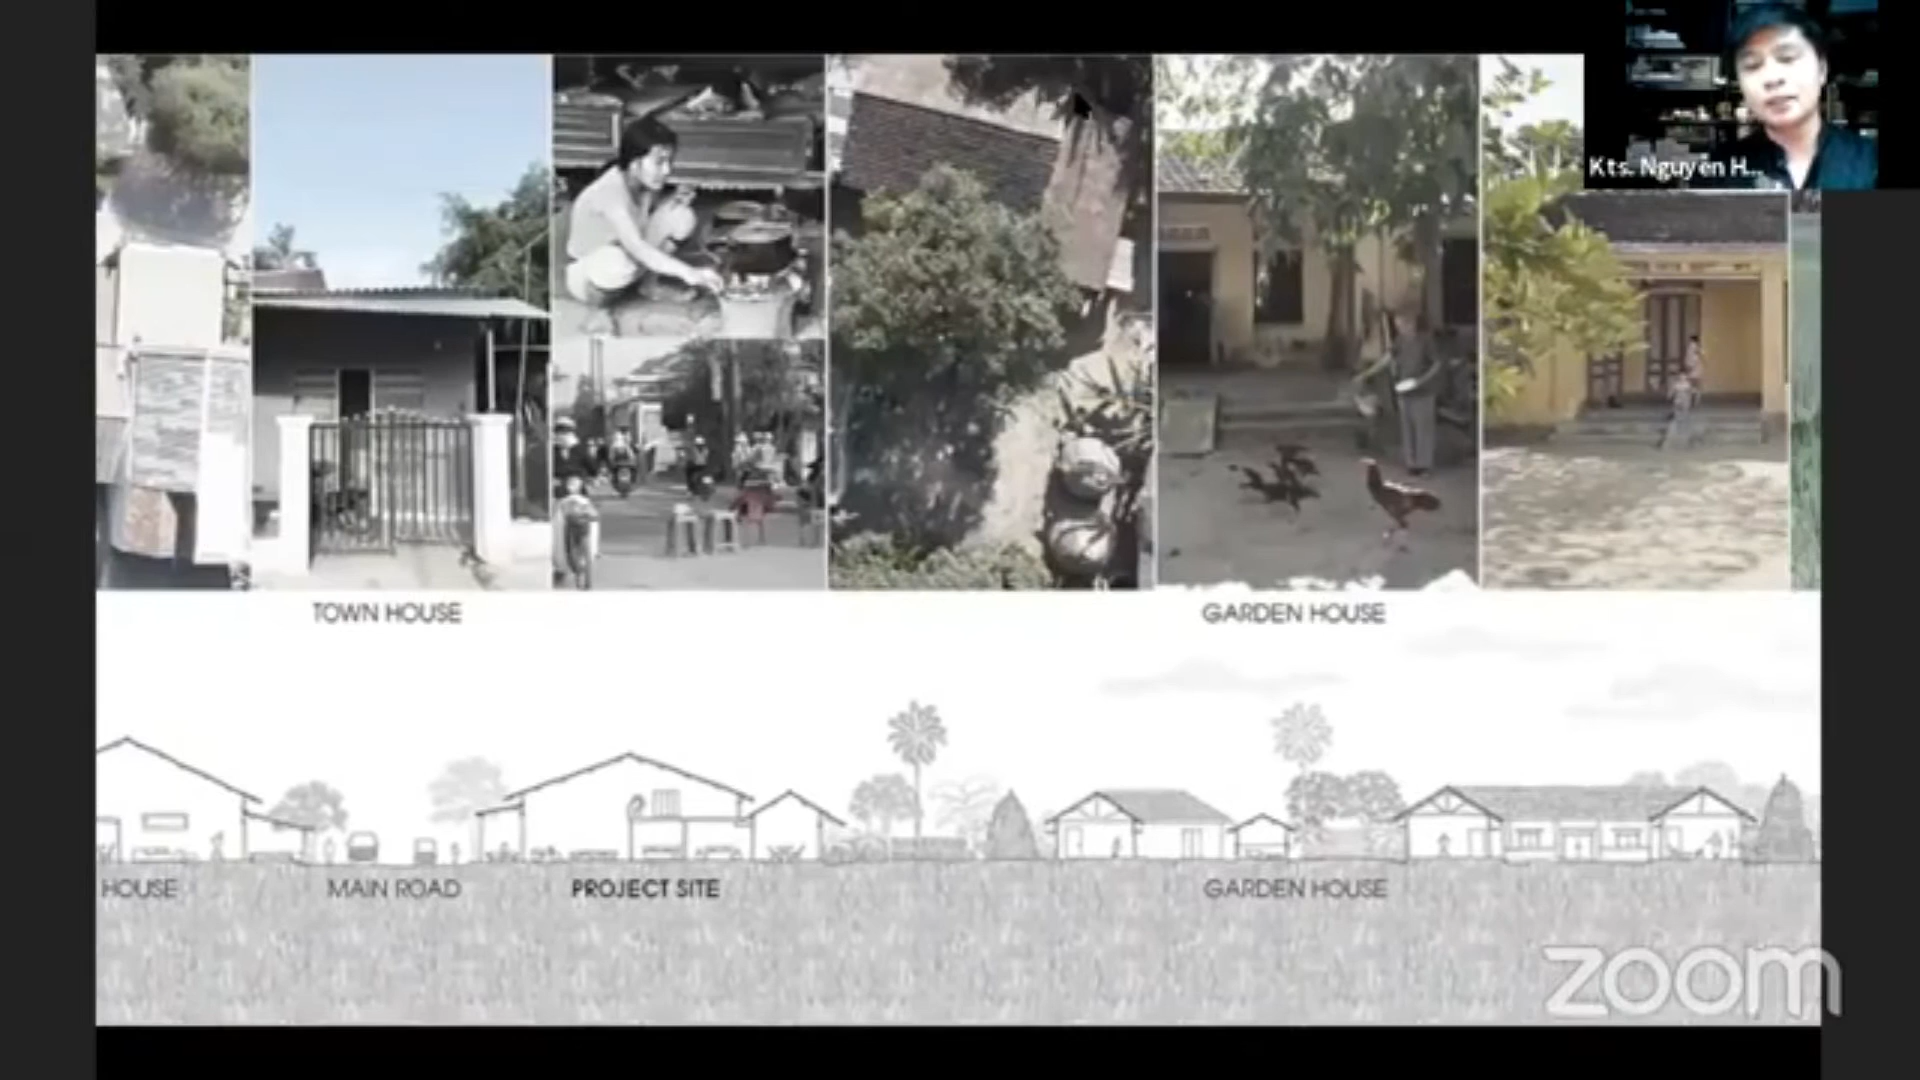 Kts. Nguyễn H...
TOWN HOUSE
GARDEN HOUSE
HOUSE
MAIN ROAD
PROJECT SITE
GARDEN HOUSE
zoom